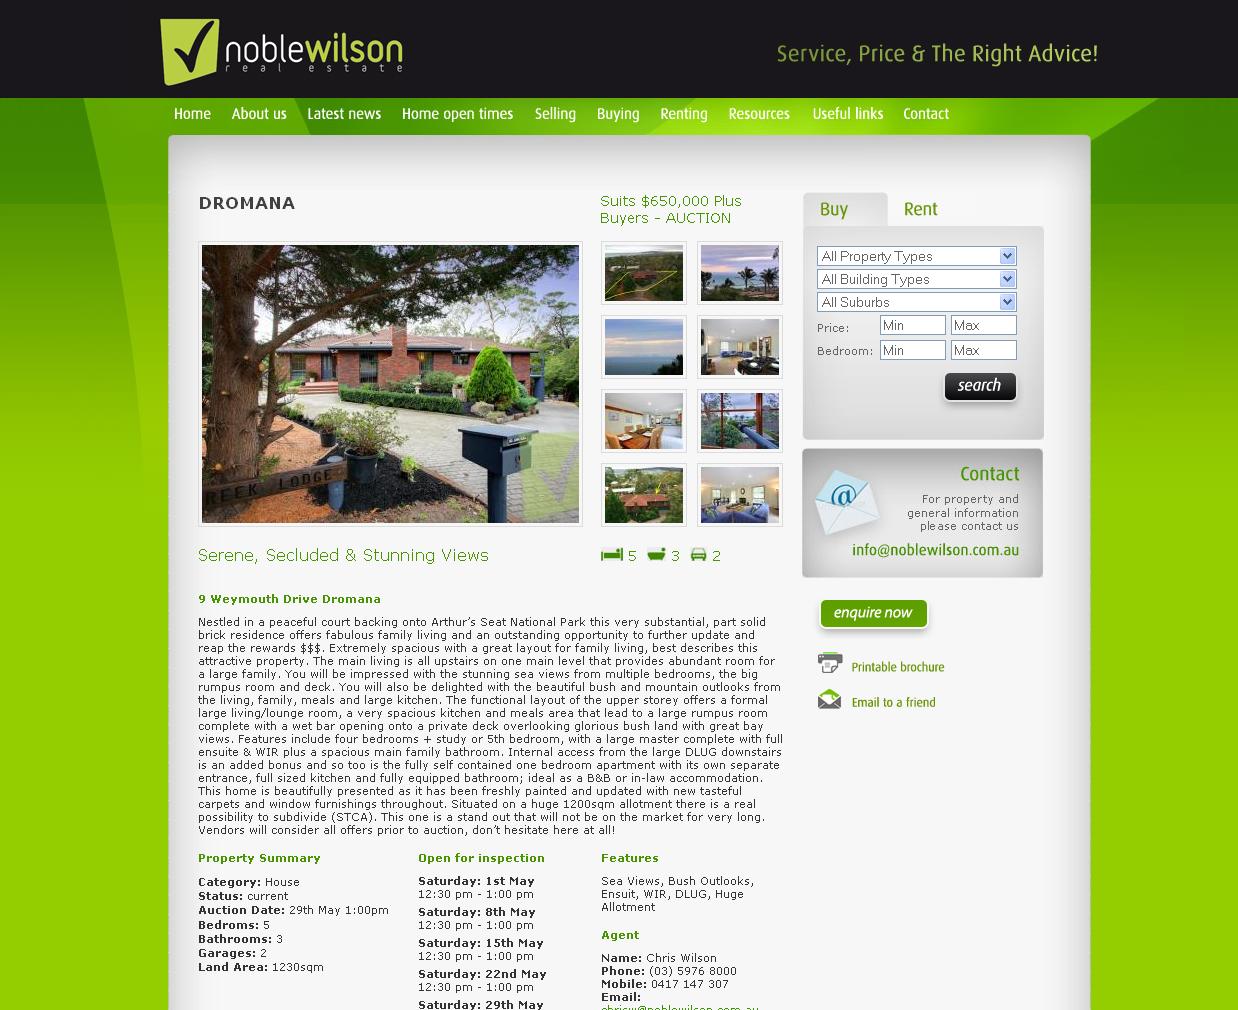 noblewilson
real estate
Service, Price & The Right Advice!
Home About us Latest news Home open times Selling Buying Renting Resources Useful links Contact
DROMANA
Suits $650,000 Plus
Buyers - AUCTION
REEK LODGE
Serene, Secluded & Stunning Views
5 3 2
9 Weymouth Drive Dromana
Nestled in a peaceful court backing onto Arthur's Seat National Park this very substantial, part solid
brick residence offers fabulous family living and an outstanding opportunity to further update and
reap the rewards $$$. Extremely spacious with a great layout for family living, best describes this
attractive property. The main living is all upstairs on one main level that provides abundant room for
a large family. You will be impressed with the stunning sea views from multiple bedrooms, the big
rumpus room and deck. You will also be delighted with the beautiful bush and mountain outlooks from
the living, family, meals and large kitchen. The functional layout of the upper storey offers a formal
large living/lounge room, a very spacious kitchen and meals area that lead to a large rumpus room
complete with a wet bar opening onto a private deck overlooking glorious bush land with great bay
views. Features include four bedrooms + study or 5th bedroom, with a large master complete with full
ensuite & WIR plus a spacious main family bathroom. Internal access from the large DLUG downstairs
is an added bonus and so too is the fully self contained one bedroom apartment with its own separate
entrance, full sized kitchen and fully equipped bathroom; ideal as a B&B or in-law accommodation.
This home is beautifully presented as it has been freshly painted and updated with new tasteful
carpets and window furnishings throughout. Situated on a huge 1200sqm allotment there is a real
possibility to subdivide (STCA). This one is a stand out that will not be on the market for very long.
Vendors will consider all offers prior to auction, don't hesitate here at all!
Property Summary
Category: House
Status: current
Auction Date: 29th May 1:00pm
Bedroms: 5
Bathrooms: 3
Garages: 2
Land Area: 1230sqm
Open for inspection
Saturday: 1st May
12:30 pm - 1:00 pm
Saturday: 8th May
12:30 pm - 1:00 pm
Saturday: 15th May
12:30 pm - 1:00 pm
Saturday: 22nd May
12:30 pm - 1:00 pm
Saturday: 29th May
Features
Sea Views, Bush Outlooks,
Ensuit, WIR, DLUG, Huge
Allotment
Agent
Name: Chris Wilson
Phone: (03) 5976 8000
Mobile: 0417 147 307
Email:
chrisw@noblewilson.com.au
Buy Rent
All Property Types
All Building Types
All Suburbs
Price: Min Max
Bedroom: Min Max
search
Contact
For property and
general information
please contact us
info@noblewilson.com.au
enquire now
Printable brochure
Email to a friend